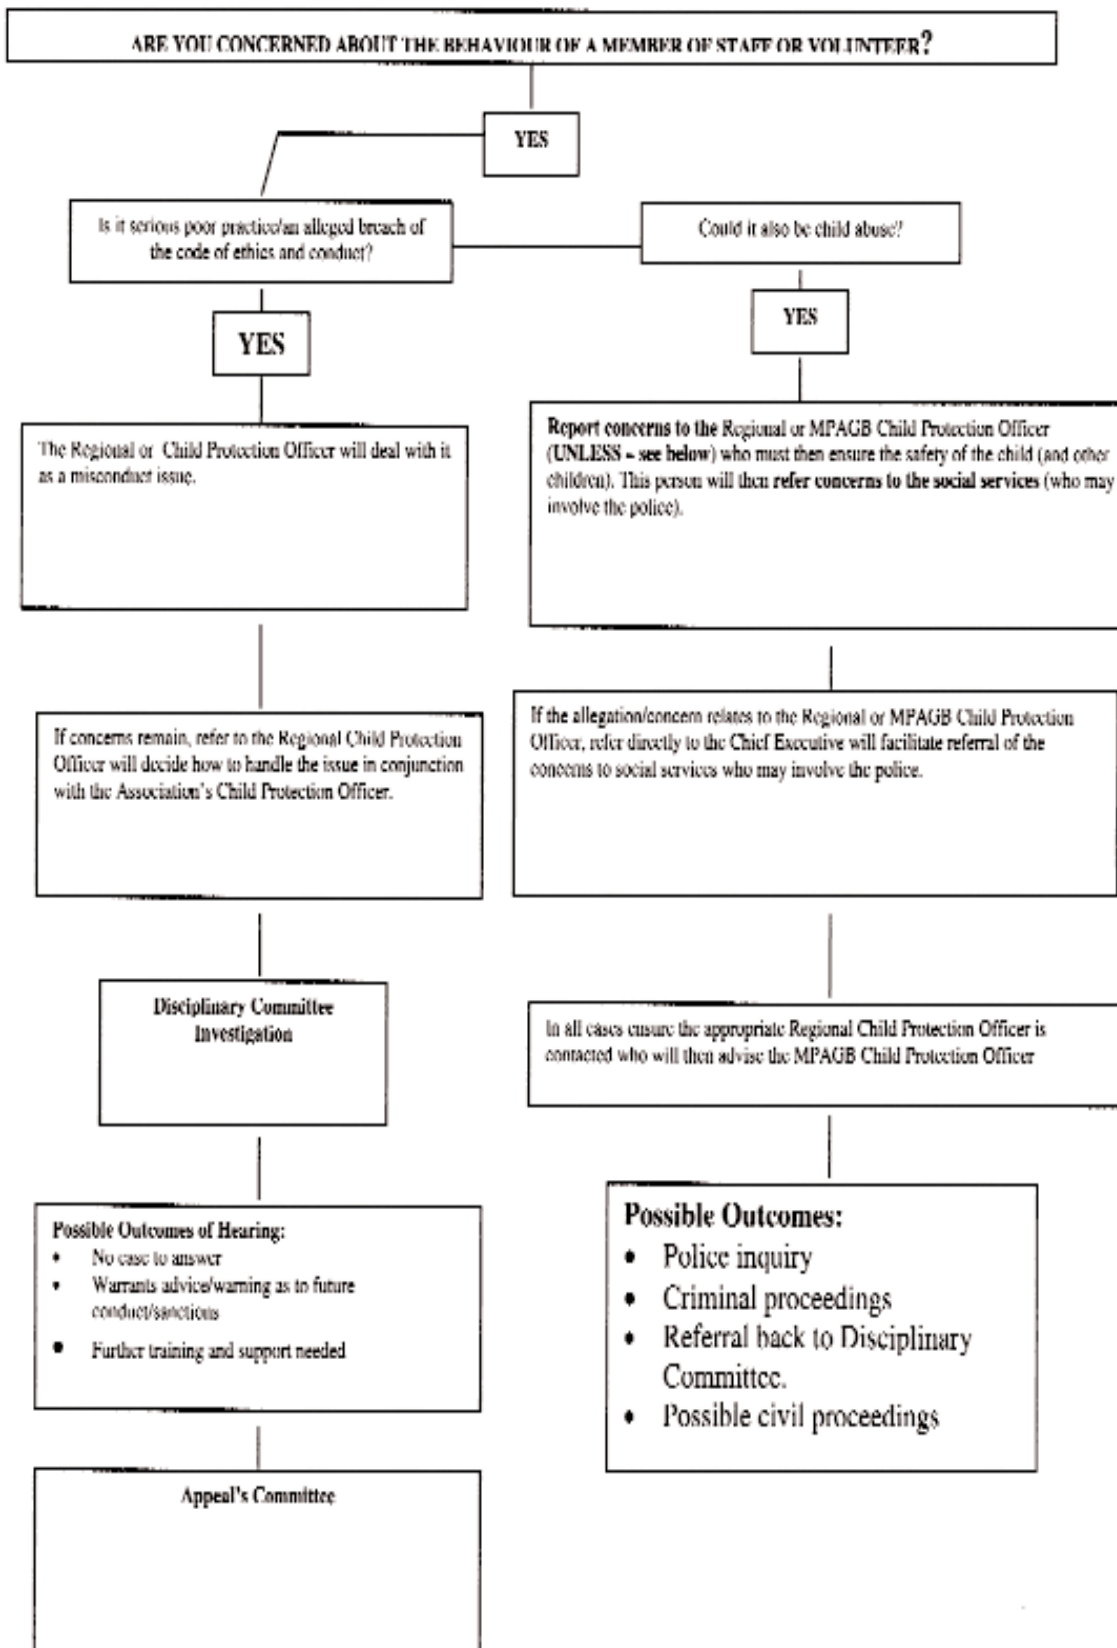 ARE YOU CONCERNED ABOUT THE BEHAVIOUR OF A MEMBER OF STAFF OR VOLUNTEER?
YES
Is it serious poor practice/an alleged breach of
the code of ethics and conduct?
Could it also be child abuse?
YES
YES
The Regional or Child Protection Officer will deal with it
as a misconduct issue.
Report concerns to the Regional or MPAGB Child Protection Officer
(UNLESS – see below) who must then ensure the safety of the child (and other
children). This person will then refer concerns to the social services (who may
involve the police).
If concerns remain, refer to the Regional Child Protection
Officer will decide how to handle the issue in conjunction
with the Association's Child Protection Officer.
If the allegation/concern relates to the Regional or MPAGB Child Protection
Officer, refer directly to the Chief Executive will facilitate referral of the
concerns to social services who may involve the police.
Disciplinary Committee
Investigation
In all cases ensure the appropriate Regional Child Protection Officer is
contacted who will then advise the MPAGB Child Protection Officer
Possible Outcomes of Hearing:
• No case to answer
• Warrants advice/warning as to future
conduct/sanctions
• Further training and support needed
Possible Outcomes:
• Police inquiry
• Criminal proceedings
• Referral back to Disciplinary
Committee.
• Possible civil proceedings
Appeal's Committee